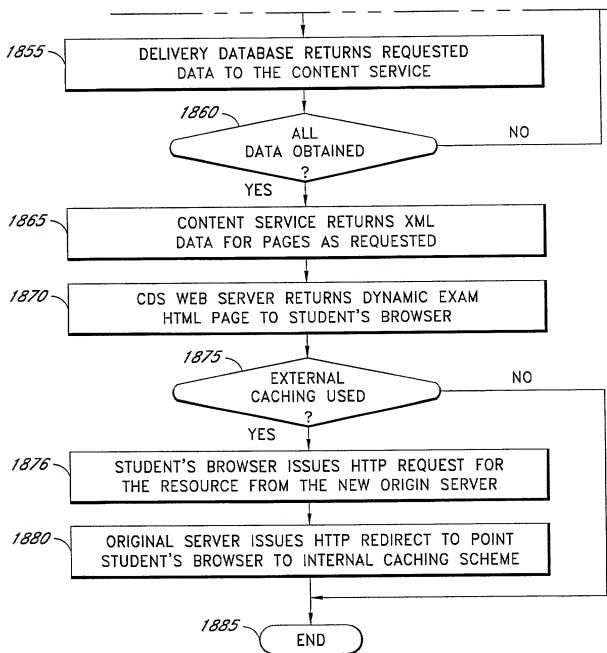 1855
DELIVERY DATABASE RETURNS REQUESTED
DATA TO THE CONTENT SERVICE
1860
ALL
DATA OBTAINED
?
NO
YES
1865
CONTENT SERVICE RETURNS XML
DATA FOR PAGES AS REQUESTED
1870
CDS WEB SERVER RETURNS DYNAMIC EXAM
HTML PAGE TO STUDENT'S BROWSER
1875
EXTERNAL
CACHING USED
?
NO
YES
1876
STUDENT'S BROWSER ISSUES HTTP REQUEST FOR
THE RESOURCE FROM THE NEW ORIGIN SERVER
1880
ORIGINAL SERVER ISSUES HTTP REDIRECT TO POINT
STUDENT'S BROWSER TO INTERNAL CACHING SCHEME
1885
END